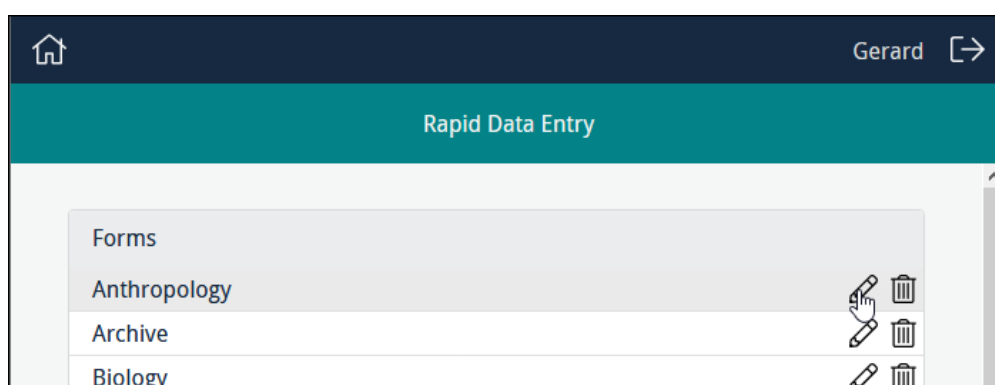 Gerard
Rapid Data Entry
Forms
Anthropology
Archive
Biology